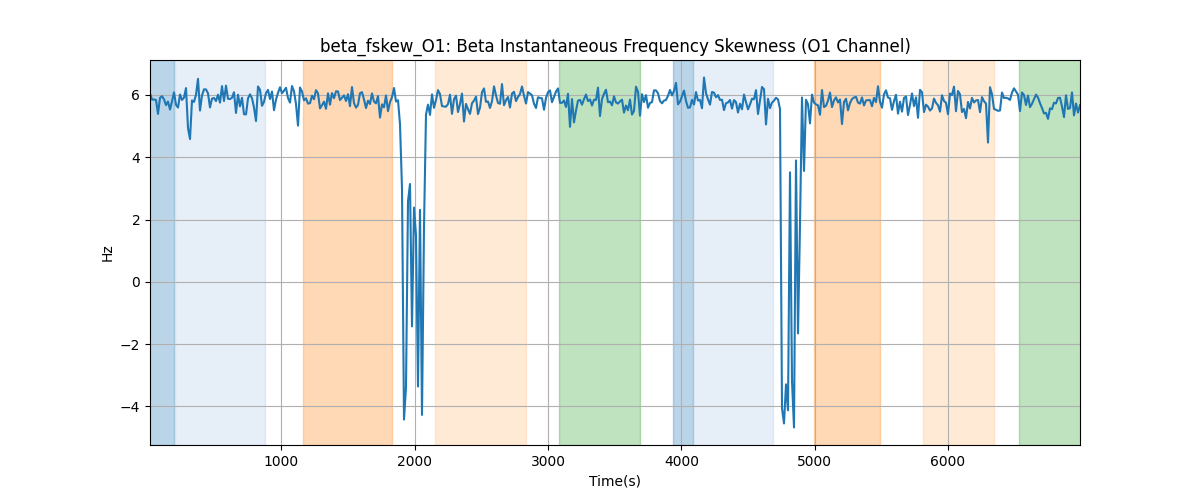 beta_fskew_O1: Beta Instantaneous Frequency Skewness (O1 Channel)
Hz
6
4
2
0
−2
−4
1000 2000 3000 4000 5000 6000
Time(s)